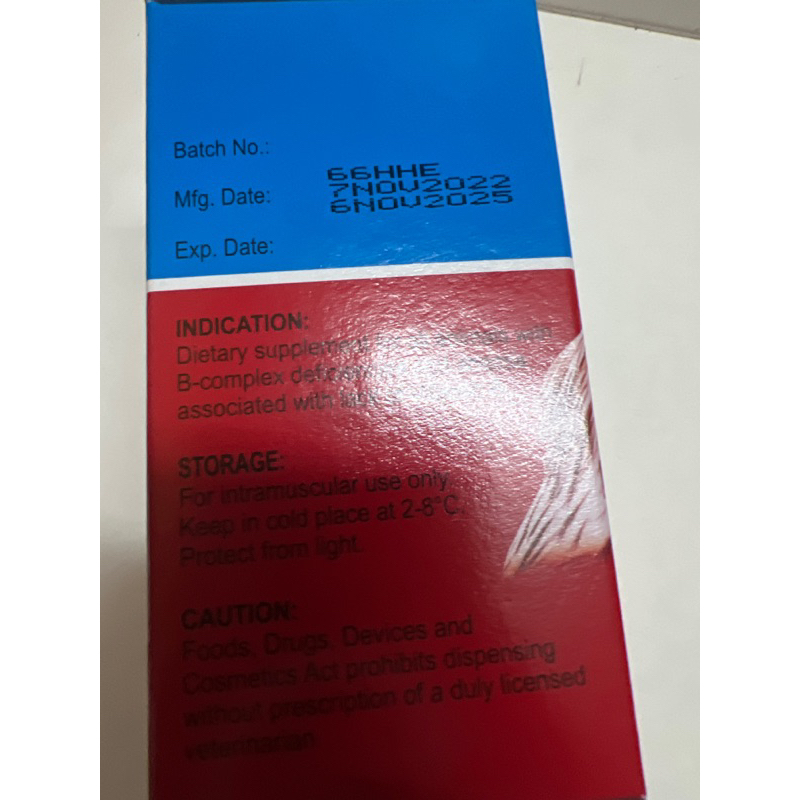 Batch No.:
66HHE
Mfg. Date:
7NOV2022
6NOV2025
Exp. Date:
INDICATION:
Dietary supplement with
B-complex
associated with
STORAGE:
For intramuscular use only.
Keep in cold place at 2-8°C.
Protect from light.
CAUTION:
Foods, Drugs, Devices and
Cosmetics Act prohibits dispensing
without prescription of a duly licensed
veterinarian